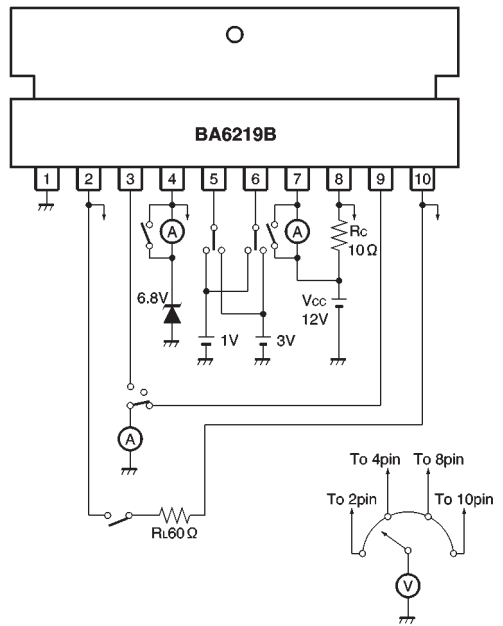 BA6219B
1 2 3 4 5 6 7 8 9 10
A A RC
10Ω
6.8V VCC
12V
1V 3V
A
To 4pin To 8pin
To 2pin To 10pin
RL60Ω
V